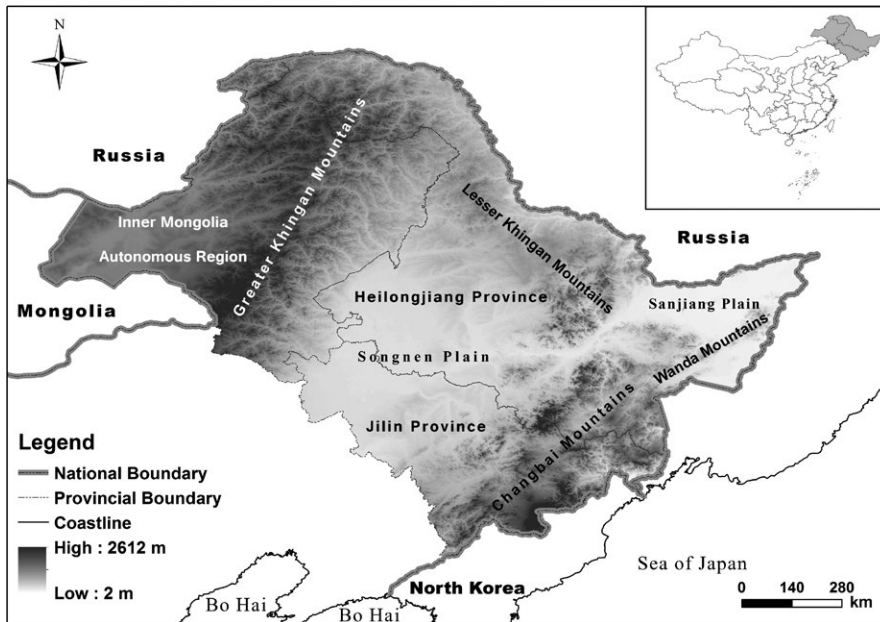 N
Russia
Greater Khingan Mountains
Inner Mongolia
Autonomous Region
Lesser Khingan Mountains
Russia
Mongolia
Heilongjiang Province
Sanjiang Plain
Songnen Plain
Wanda Mountains
Jilin Province
Changbai Mountains
Legend
National Boundary
Provincial Boundary
Coastline
High : 2612 m
Low : 2 m
Bo Hai
Bo Hai
North Korea
Sea of Japan
0 140 280
km